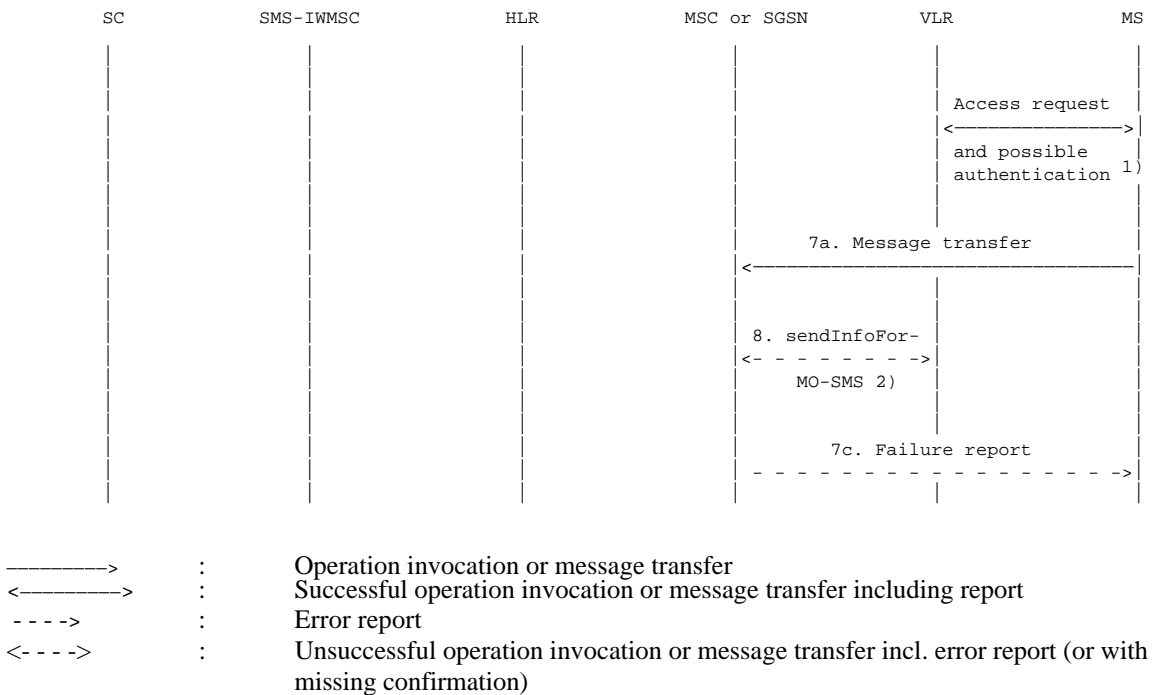 SC SMS-IWMSC HLR MSC or SGSN VLR MS
Access request
<———————>
and possible
authentication 1)
7a. Message transfer
<————————————————
8. sendInfoFor-
<- - - - - - - ->
MO-SMS 2)
7c. Failure report
- - - - - - - - - - - - - - - - - ->
—————————> : Operation invocation or message transfer
<—————————> : Successful operation invocation or message transfer including report
- - - -> : Error report
<- - - -> : Unsuccessful operation invocation or message transfer incl. error report (or with
missing confirmation)